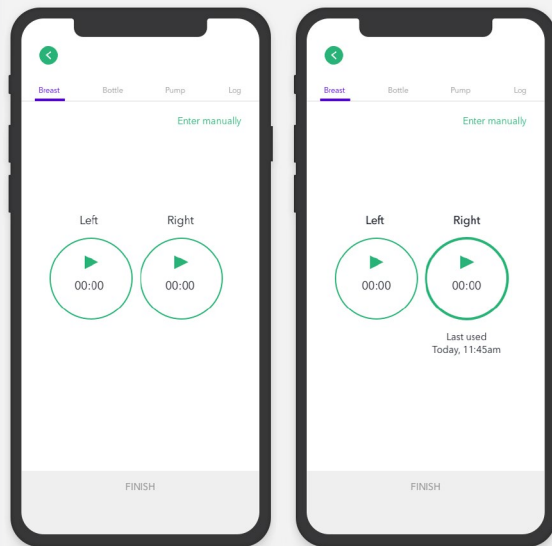 Breast Bottle Pump Log
Enter manually
Left Right
00:00 00:00
FINISH
Breast Bottle Pump Log
Enter manually
Left Right
00:00 00:00
Last used
Today, 11:45am
FINISH